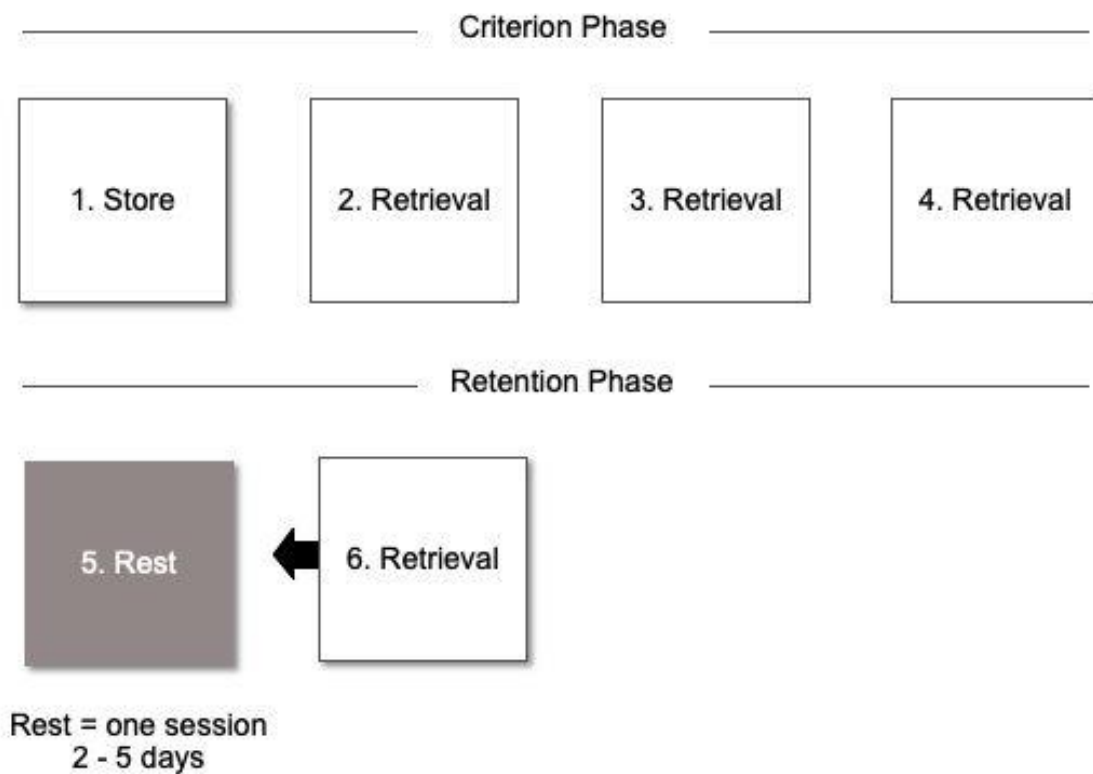 Criterion Phase
1. Store
2. Retrieval
3. Retrieval
4. Retrieval
Retention Phase
5. Rest
6. Retrieval
Rest = one session
2 - 5 days